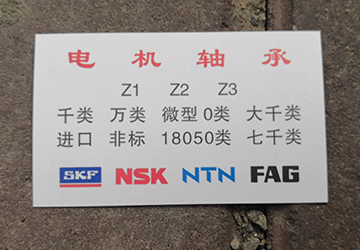 电 机 轴 承
Z1 Z2 Z3
千类 万类 微型 0类 大千类
进口 非标 18050类 七千类
SKF NSK NTN FAG